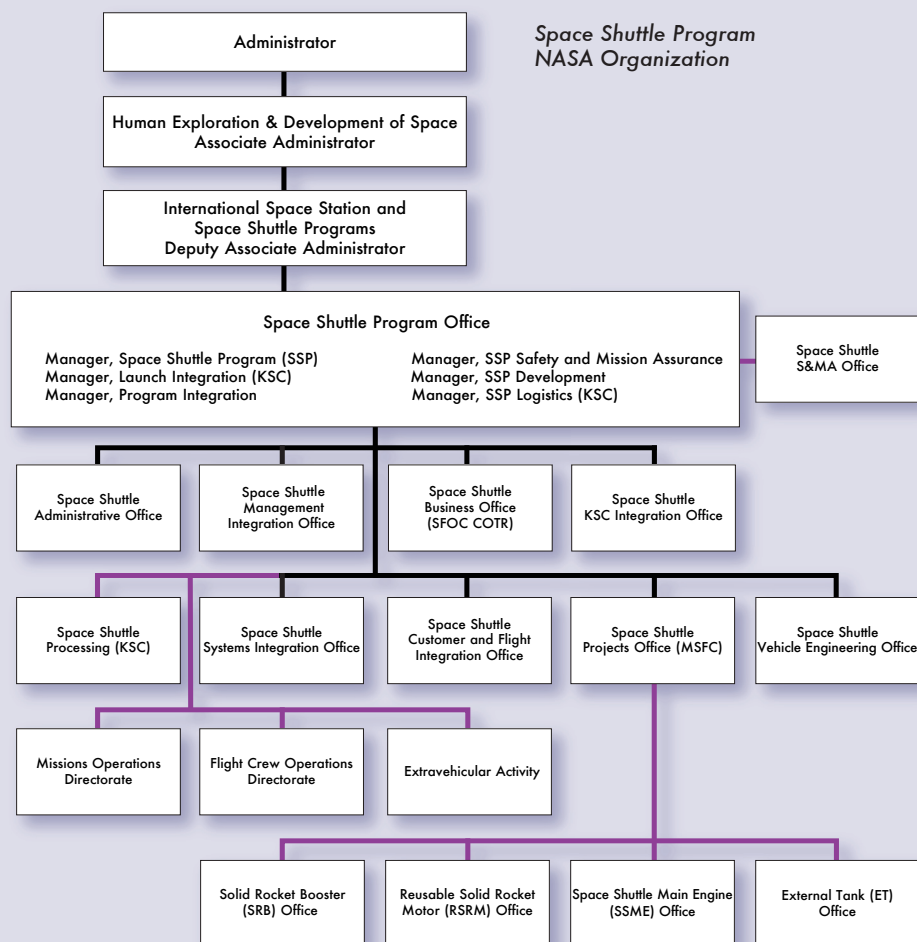 Space Shuttle Program
NASA Organization
Administrator
Human Exploration & Development of Space
Associate Administrator
International Space Station and
Space Shuttle Programs
Deputy Associate Administrator
Space Shuttle Program Office
Manager, Space Shuttle Program (SSP)
Manager, Launch Integration (KSC)
Manager, Program Integration
Manager, SSP Safety and Mission Assurance
Manager, SSP Development
Manager, SSP Logistics (KSC)
Space Shuttle
S&MA Office
Space Shuttle
Administrative Office
Space Shuttle
Management
Integration Office
Space Shuttle
Business Office
(SFOC COTR)
Space Shuttle
KSC Integration Office
Space Shuttle
Processing (KSC)
Space Shuttle
Systems Integration Office
Space Shuttle
Customer and Flight
Integration Office
Space Shuttle
Projects Office (MSFC)
Space Shuttle
Vehicle Engineering Office
Missions Operations
Directorate
Flight Crew Operations
Directorate
Extravehicular Activity
Solid Rocket Booster
(SRB) Office
Reusable Solid Rocket
Motor (RSRM) Office
Space Shuttle Main Engine
(SSME) Office
External Tank (ET)
Office